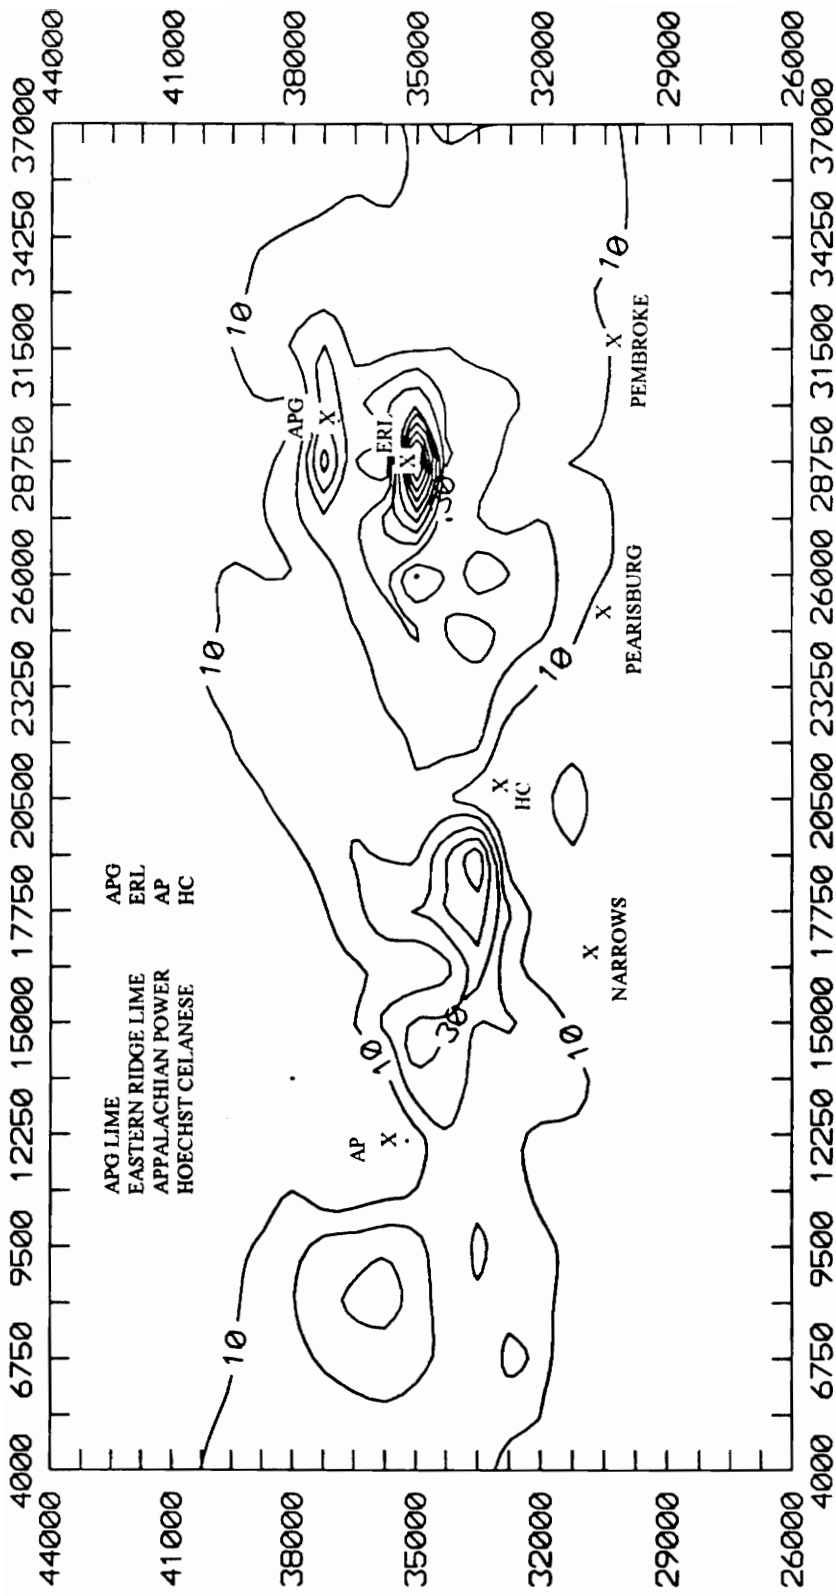 44000
41000
38000
35000
32000
29000
26000
4000 6750 9500 12250 15000 17750 20500 23250 26000 28750 31500 34250 37000
APG LIME APG
EASTERN RIDGE LIME ERL
APPALACHIAN POWER AP
HOECHST CELANESE HC
10
10
10
10
APG
X
AP
X
ERL
X
30
30
HC
X
10
10
10
NARROWS
X
PEARISBURG
X
PEMBROKE
X
4000 6750 9500 12250 15000 17750 20500 23250 26000 28750 31500 34250 37000
44000
41000
38000
35000
32000
29000
26000